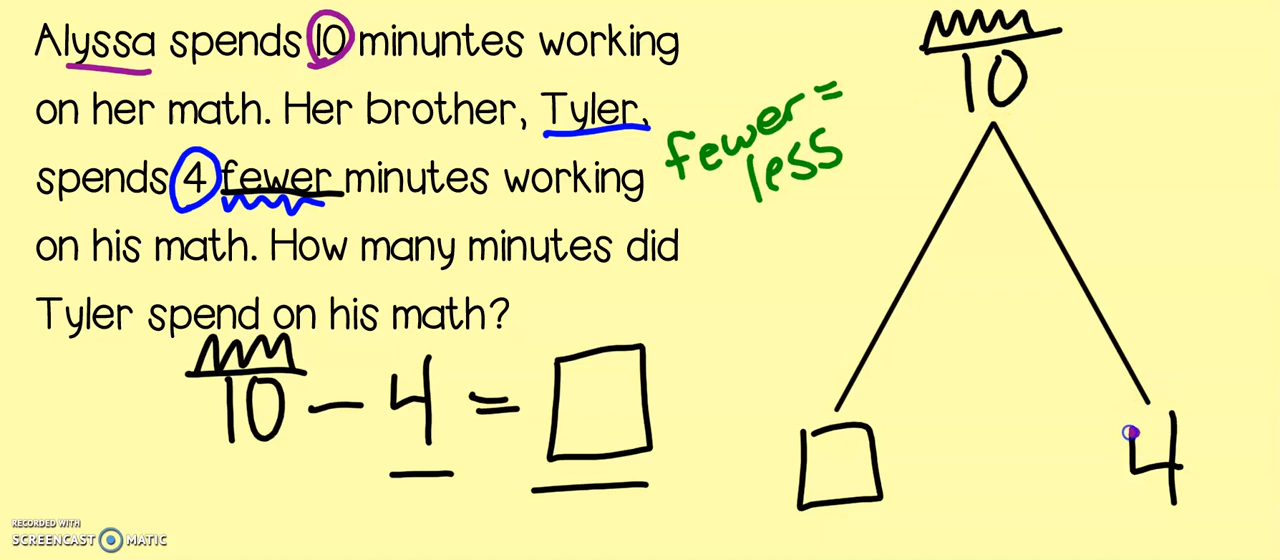 Alyssa spends 10 minuntes working
on her math. Her brother, Tyler,
spends 4 fewer minutes working
on his math. How many minutes did
Tyler spend on his math?
fewer =
less
10 - 4 =
10
4
RECORDED WITH
SCREENCAST MATIC